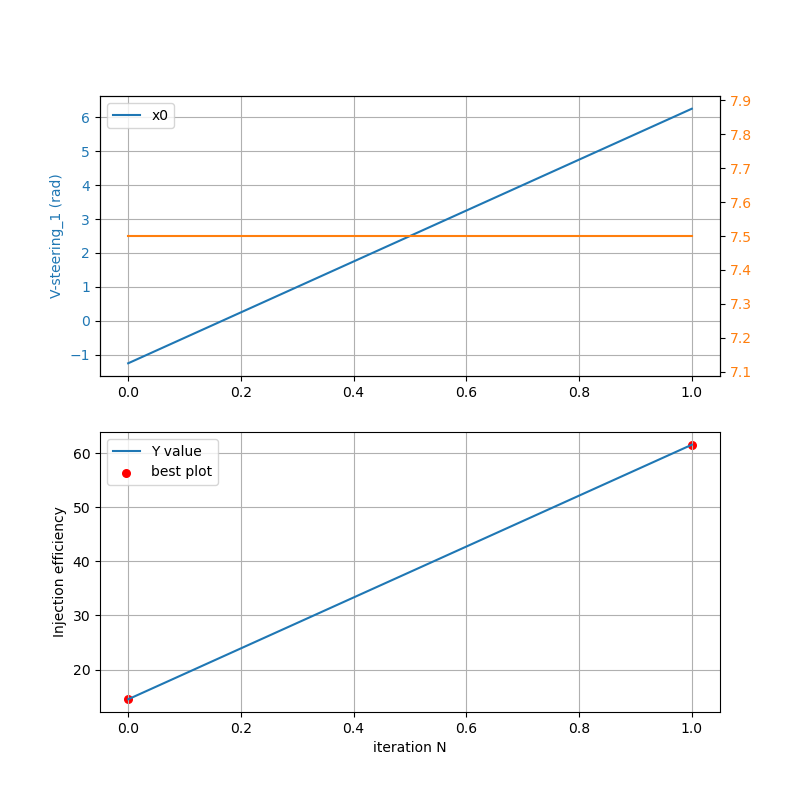 x0
V-steering_1 (rad)
6
5
4
3
2
1
0
−1
7.9
7.8
7.7
7.6
7.5
7.4
7.3
7.2
7.1
0.0 0.2 0.4 0.6 0.8 1.0
Y value
best plot
Injection efficiency
60
50
40
30
20
0.0 0.2 0.4 0.6 0.8 1.0
iteration N